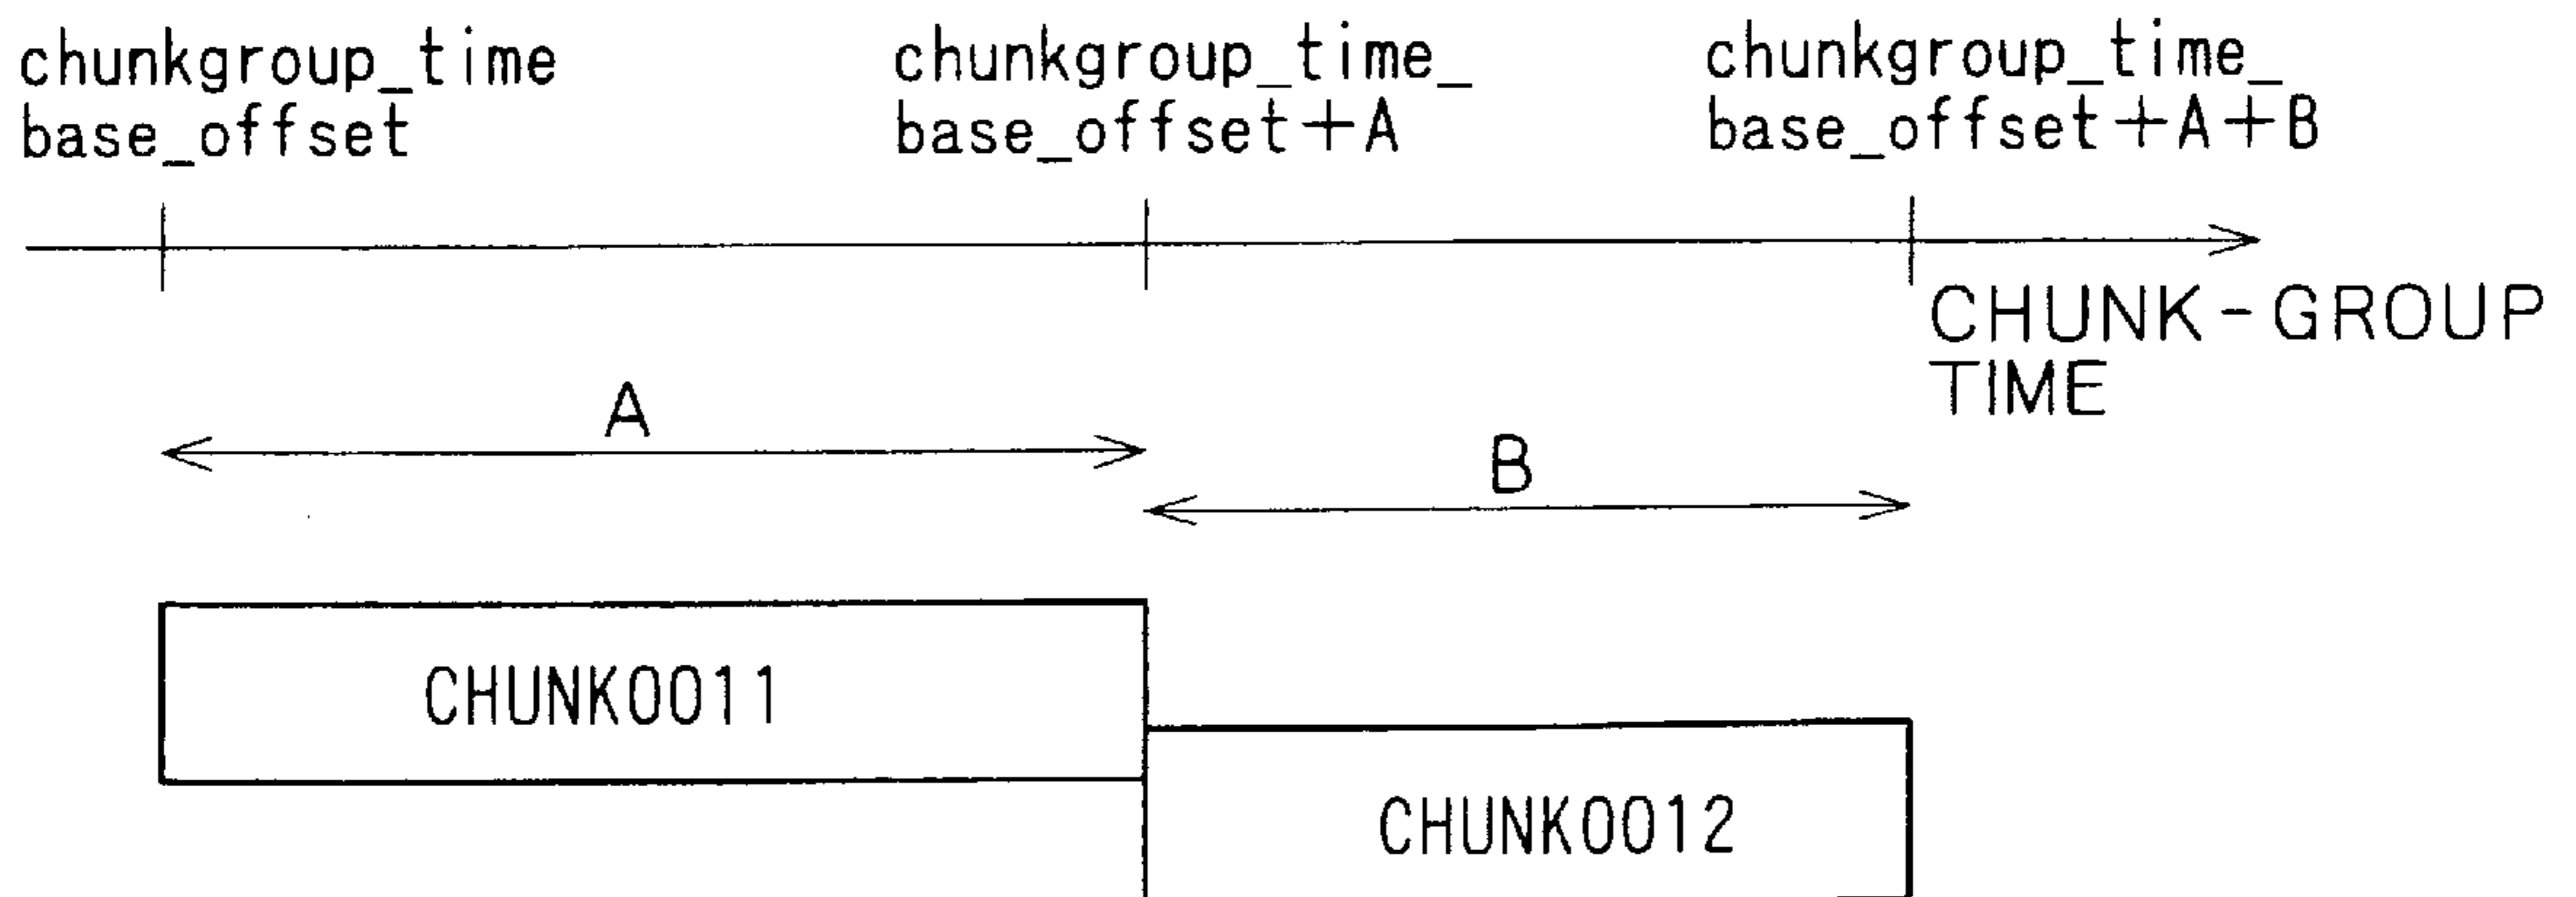 chunkgroup_time
base_offset
chunkgroup_time_
base_offset+A
chunkgroup_time_
base_offset+A+B
CHUNK-GROUP
TIME
A
B
CHUNK0011
CHUNK0012